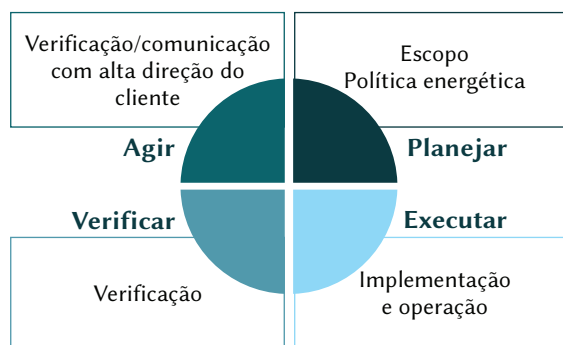 Verificação/comunicação
com alta direção do
cliente
Escopo
Política energética
Agir
Planejar
Verificar
Executar
Verificação
Implementação
e operação